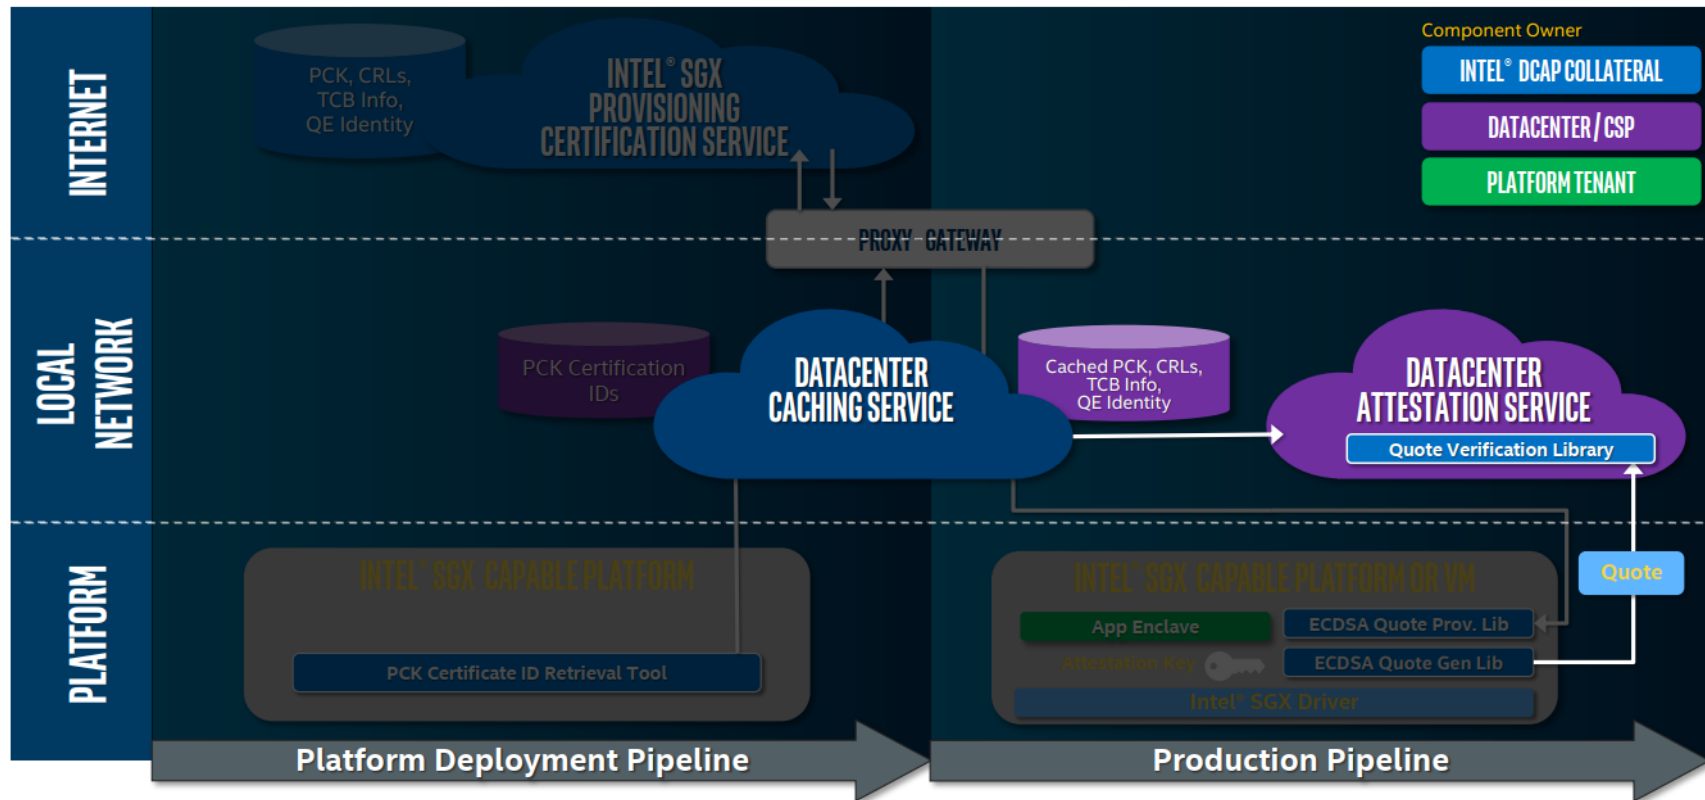 Component Owner
INTEL® DCAP COLLATERAL
DATACENTER / CSP
PLATFORM TENANT
INTERNET
PCK, CRLs,
TCB Info,
QE Identity
INTEL® SGX
PROVISIONING
CERTIFICATION SERVICE
PROXY GATEWAY
LOCAL
NETWORK
PCK Certification
IDs
DATACENTER
CACHING SERVICE
Cached PCK, CRLs,
TCB Info,
QE Identity
DATACENTER
ATTESTATION SERVICE
Quote Verification Library
PLATFORM
INTEL® SGX CAPABLE PLATFORM
PCK Certificate ID Retrieval Tool
INTEL® SGX CAPABLE PLATFORM OR VM
App Enclave
ECDSA Quote Prov. Lib
Attestation Key
ECDSA Quote Gen Lib
Intel® SGX Driver
Quote
Platform Deployment Pipeline
Production Pipeline